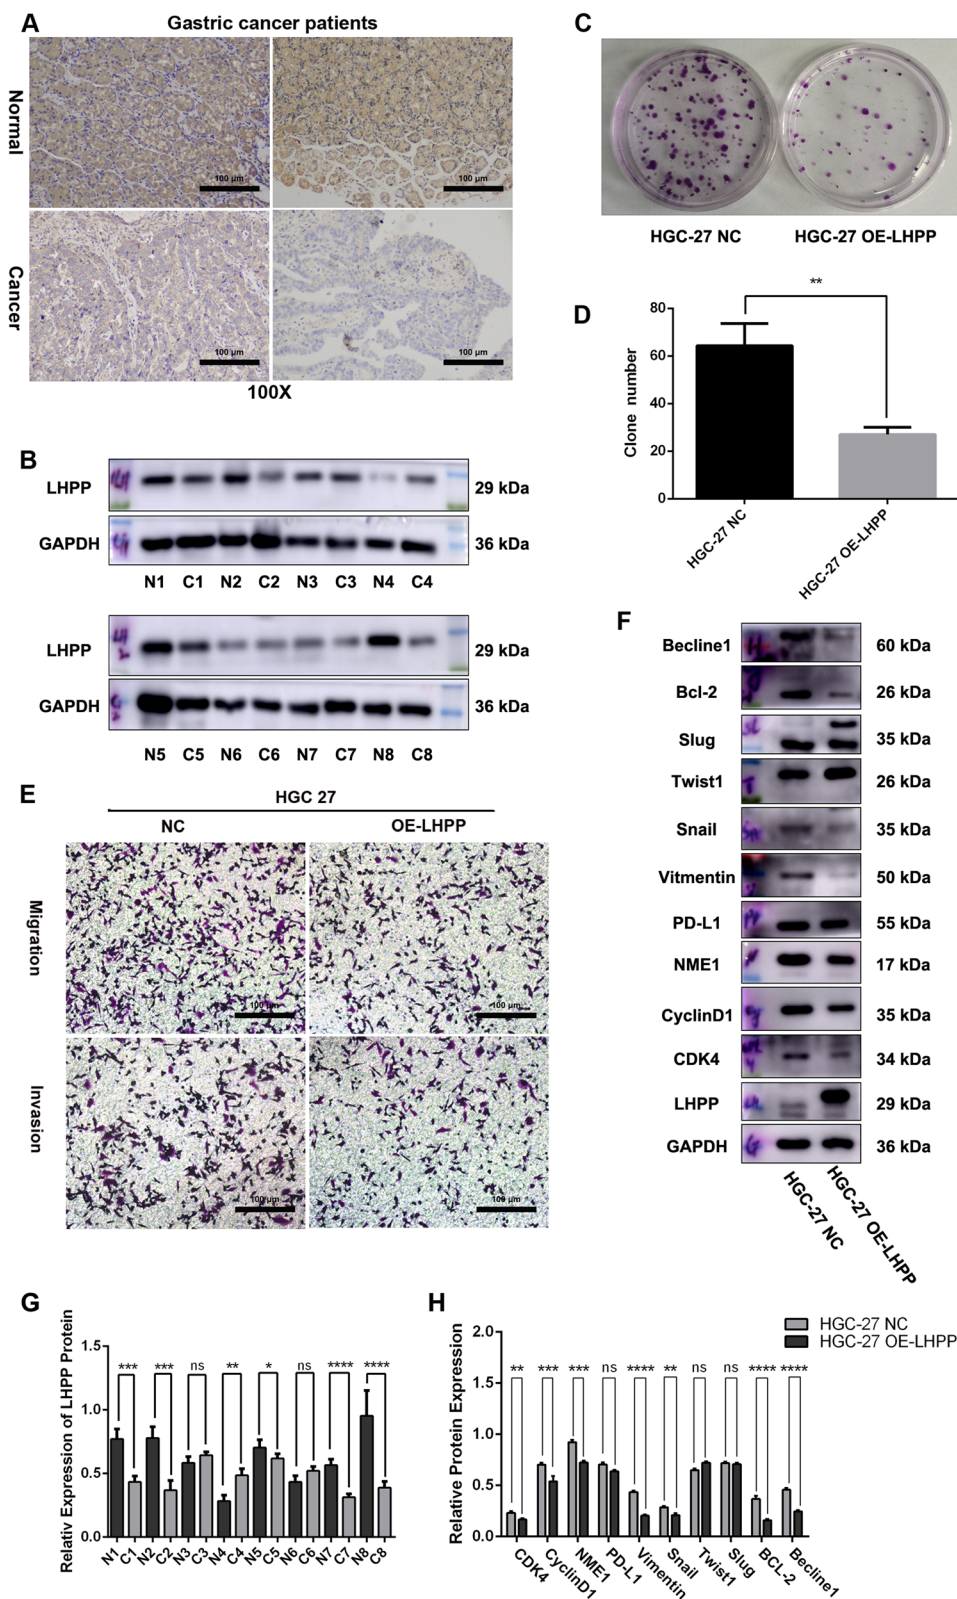 A
Gastric cancer patients
Normal
100 μm
100 μm
Cancer
100 μm
100 μm
100X
B
LHPP
29 kDa
GAPDH
36 kDa
N1 C1 N2 C2 N3 C3 N4 C4
LHPP
29 kDa
GAPDH
36 kDa
N5 C5 N6 C6 N7 C7 N8 C8
C
HGC-27 NC
HGC-27 OE-LHPP
D
**
Clone number
80
60
40
20
0
HGC-27 NC
HGC-27 OE-LHPP
E
HGC 27
NC
OE-LHPP
Migration
100 μm
100 μm
Invasion
100 μm
100 μm
F
Becline1 60 kDa
Bcl-2 26 kDa
Slug 35 kDa
Twist1 26 kDa
Snail 35 kDa
Vitmentin 50 kDa
PD-L1 55 kDa
NME1 17 kDa
CyclinD1 35 kDa
CDK4 34 kDa
LHPP 29 kDa
GAPDH 36 kDa
HGC-27 NC
HGC-27 OE-LHPP
G
Relativ Expression of LHPP Protein
1.5
1.0
0.5
0.0
*** *** ns ** * ns **** ****
N1 C1 N2 C2 N3 C3 N4 C4 N5 C5 N6 C6 N7 C7 N8 C8
H
HGC-27 NC
HGC-27 OE-LHPP
Relative Protein Expression
2.0
1.5
1.0
0.5
0.0
** *** *** ns **** ** ns ns **** ****
CDK4 CyclinD1 NME1 PD-L1 Vimentin Snail Twist1 Slug BCL-2 Becline1